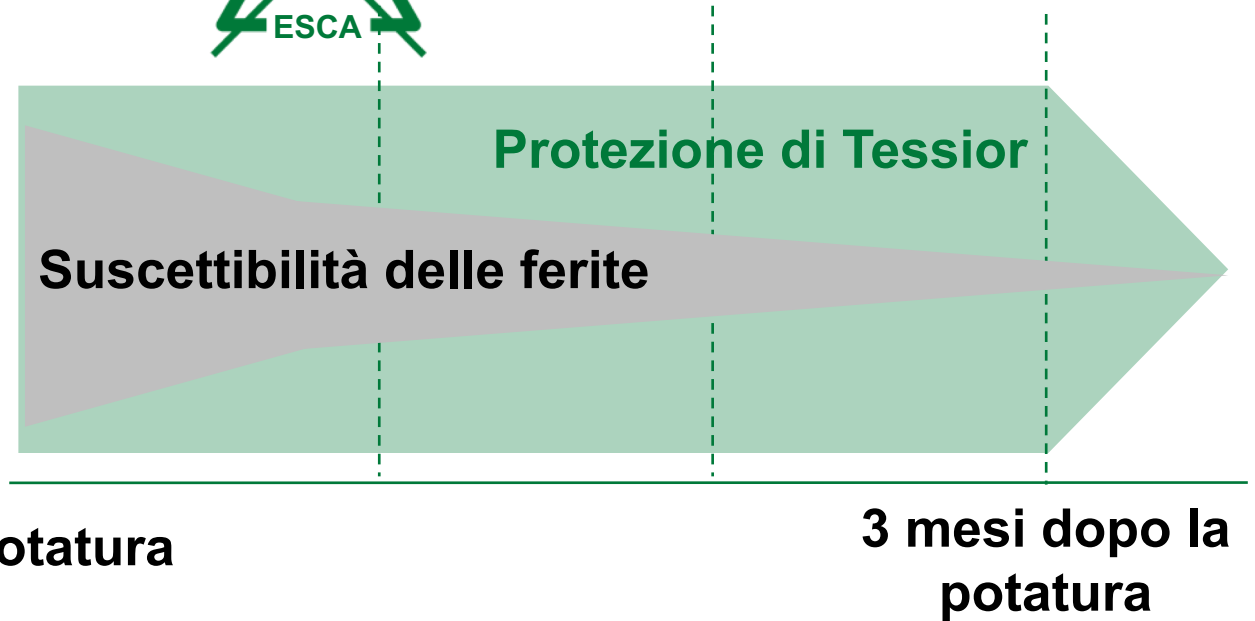 ESCA
Protezione di Tessior
Suscettibilità delle ferite
otatura
3 mesi dopo la
potatura